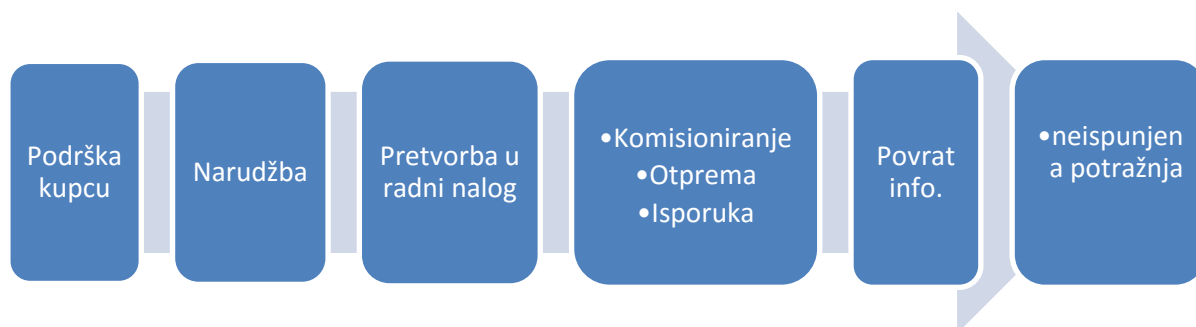 Podrška
kupcu
Narudžba
Pretvorba u
radni nalog
•Komisioniranje
•Otprema
•Isporuka
Povrat
info.
•neispunjen
a potražnja